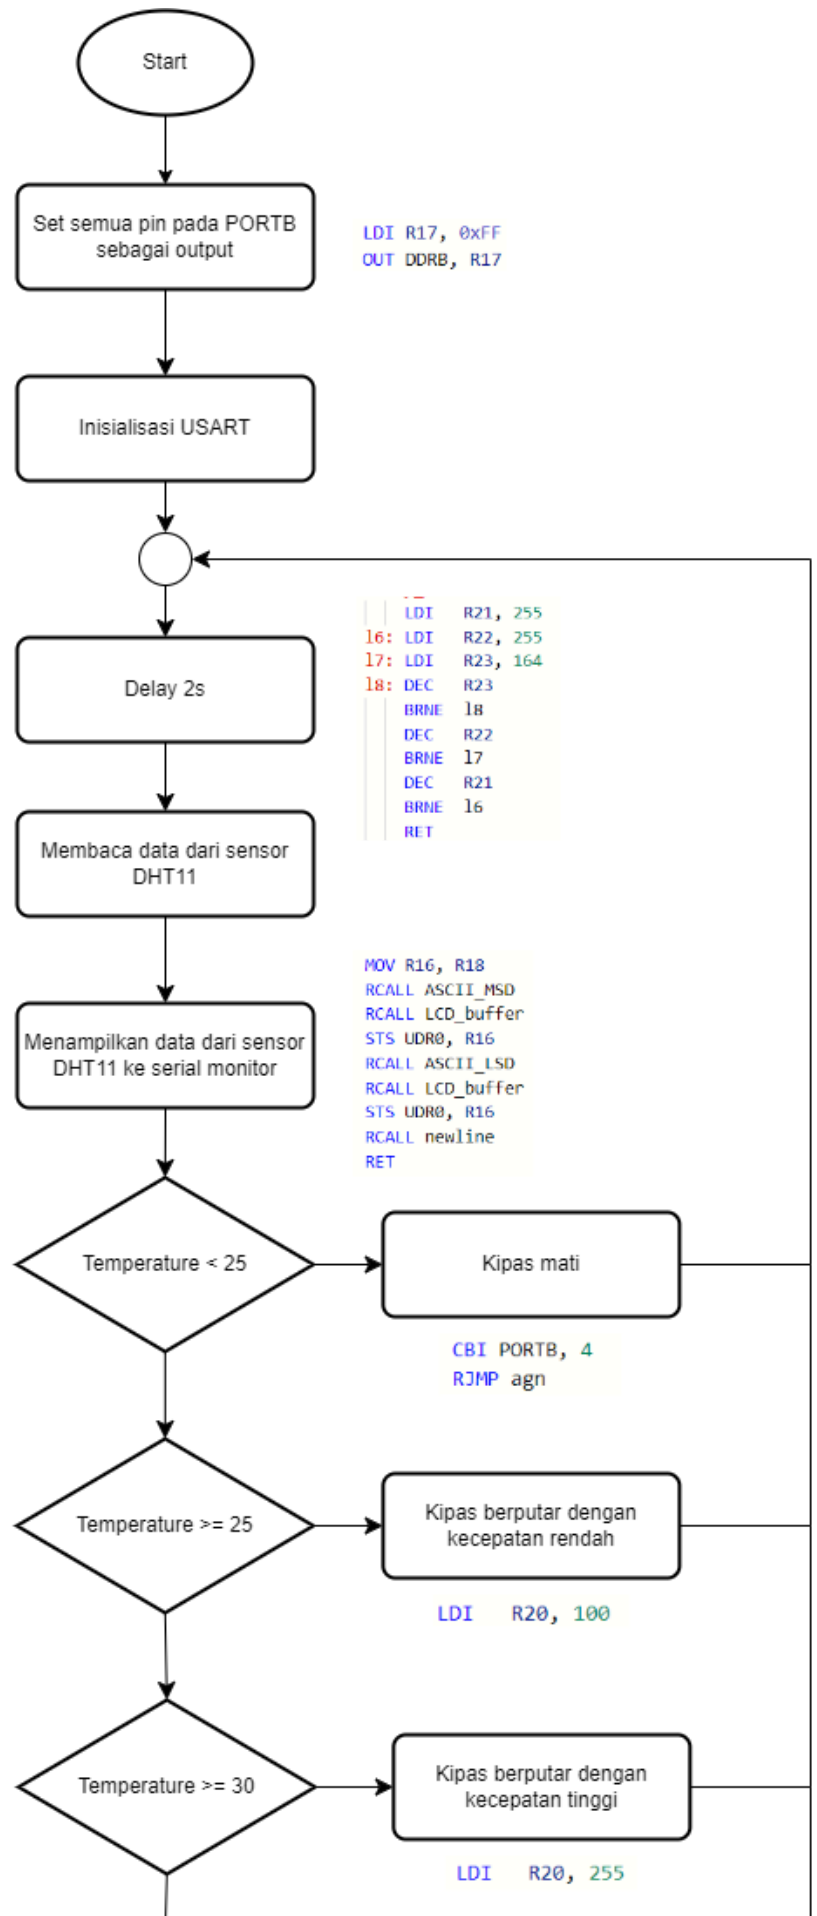 Start
Set semua pin pada PORTB
sebagai output
LDI R17, 0xFF
OUT DDRB, R17
Inisialisasi USART
Delay 2s
LDI R21, 255
l6: LDI R22, 255
l7: LDI R23, 164
l8: DEC R23
BRNE l8
DEC R22
BRNE l7
DEC R21
BRNE l6
RET
Membaca data dari sensor
DHT11
Menampilkan data dari sensor
DHT11 ke serial monitor
MOV R16, R18
RCALL ASCII_MSD
RCALL LCD_buffer
STS UDR0, R16
RCALL ASCII_LSD
RCALL LCD_buffer
STS UDR0, R16
RCALL newline
RET
Temperature < 25
Kipas mati
CBI PORTB, 4
RJMP agn
Temperature >= 25
Kipas berputar dengan
kecepatan rendah
LDI R20, 100
Temperature >= 30
Kipas berputar dengan
kecepatan tinggi
LDI R20, 255